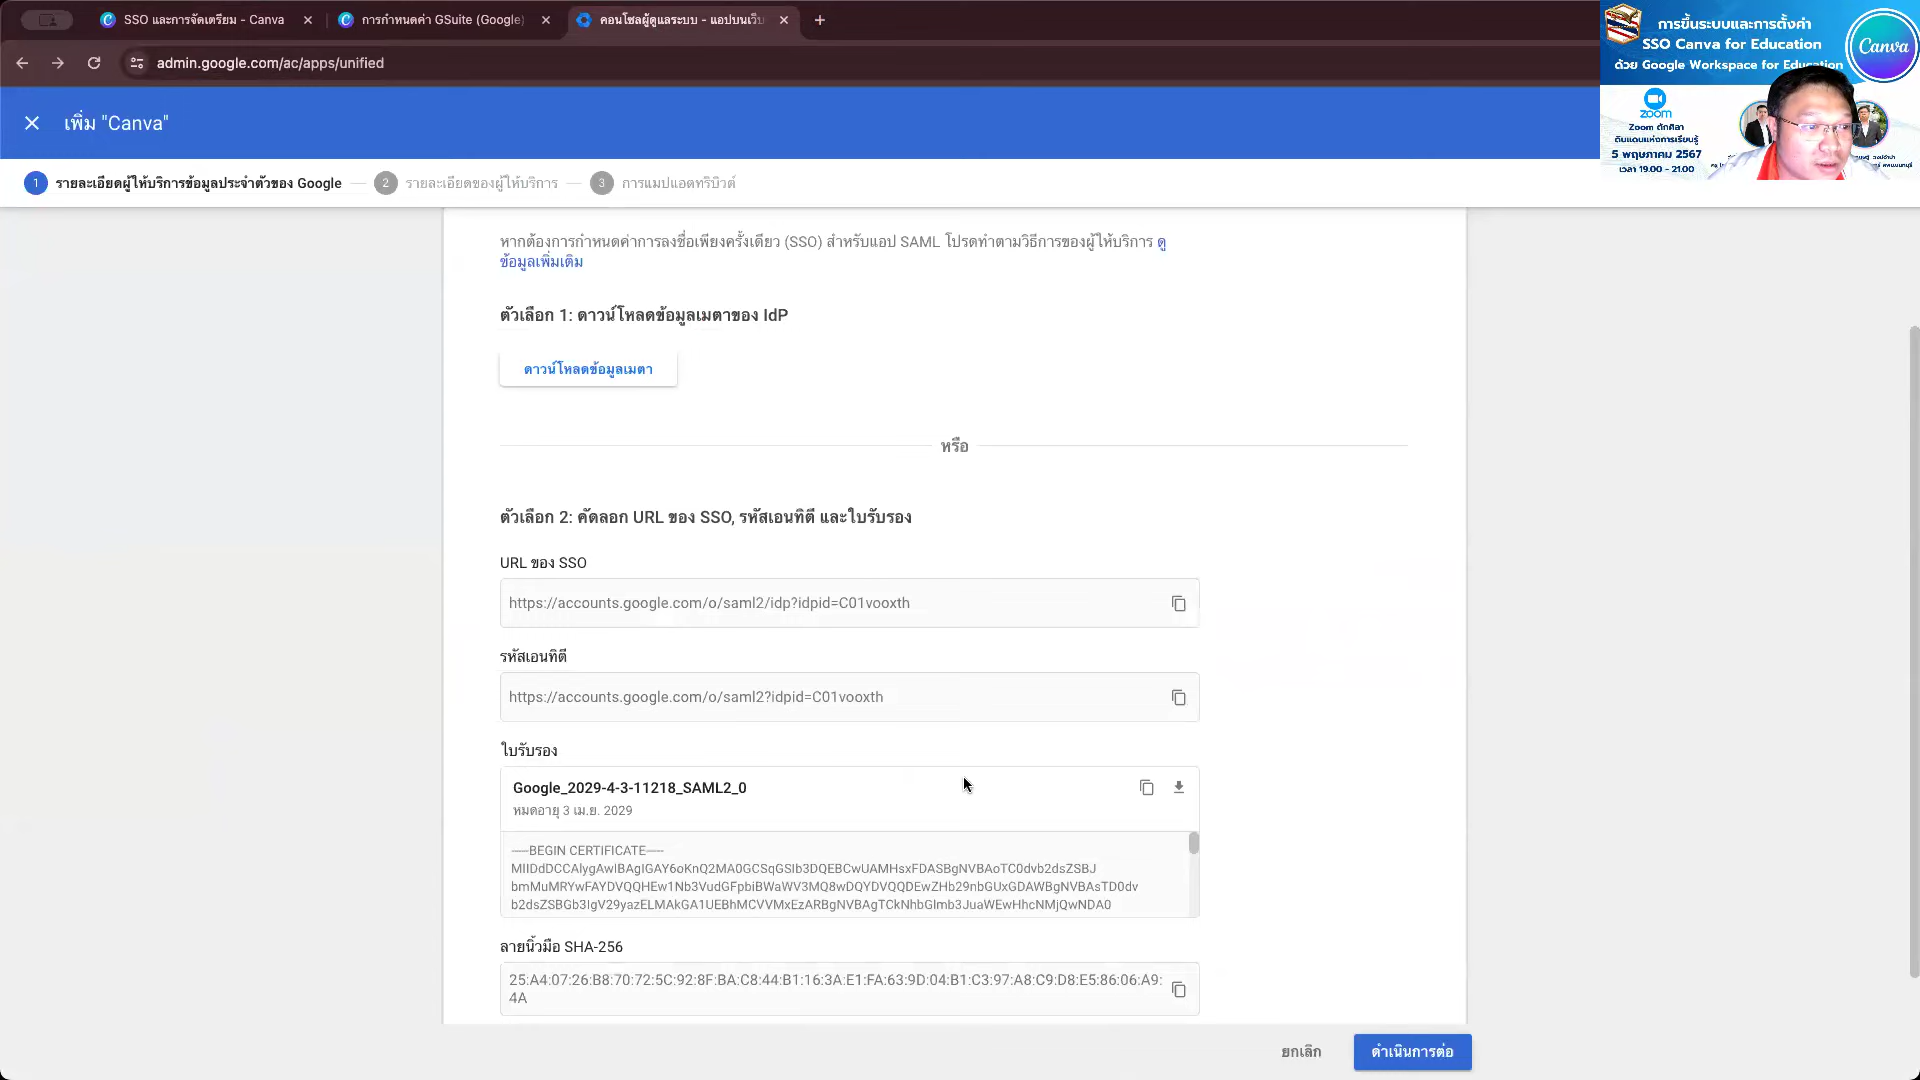 SSO และการจัดเตรียม - Canva
การกำหนดค่า GSuite (Google)
คอนโซลผู้ดูแลระบบ - แอปบนเว็บ
admin.google.com/ac/apps/unified
การขึ้นระบบและการตั้งค่า
SSO Canva for Education
ด้วย Google Workspace for Education
Canva
zoom
Zoom ตักศิลา
ดินแดนแห่งการเรียนรู้
5 พฤษภาคม 2567
เวลา 19.00 - 21.00
เพิ่ม "Canva"
1 รายละเอียดผู้ให้บริการข้อมูลประจำตัวของ Google
2 รายละเอียดของผู้ให้บริการ
3 การแมปแอตทริบิวต์
หากต้องการกำหนดค่าการลงชื่อเพียงครั้งเดียว (SSO) สำหรับแอป SAML โปรดทำตามวิธีการของผู้ให้บริการ ดู
ข้อมูลเพิ่มเติม
ตัวเลือก 1: ดาวน์โหลดข้อมูลเมตาของ IdP
ดาวน์โหลดข้อมูลเมตา
หรือ
ตัวเลือก 2: คัดลอก URL ของ SSO, รหัสเอนทิตี และใบรับรอง
URL ของ SSO
https://accounts.google.com/o/saml2/idp?idpid=C01vooxth
รหัสเอนทิตี
https://accounts.google.com/o/saml2?idpid=C01vooxth
ใบรับรอง
Google_2029-4-3-11218_SAML2_0
หมดอายุ 3 เม.ย. 2029
-----BEGIN CERTIFICATE-----
MIIDdDCCAlygAwIBAgIGAY6oKnQ2MA0GCSqGSIb3DQEBCwUAMHsxFDASBgNVBAoTC0dvb2dsZSBJ
bmMuMRYwFAYDVQQHEw1Nb3VudGFpbiBWaWV3MQ8wDQYDVQQDEwZHb29nbGUxGDAWBgNVBAsTD0dv
b2dsZSBGb3IgV29yazELMAkGA1UEBhMCVVMxEzARBgNVBAgTCkNhbGlmb3JuaWEwHhcNMjQwNDA0
ลายนิ้วมือ SHA-256
25:A4:07:26:B8:70:72:5C:92:8F:BA:C8:44:B1:16:3A:E1:FA:63:9D:04:B1:C3:97:A8:C9:D8:E5:86:06:A9:
4A
ยกเลิก
ดำเนินการต่อ